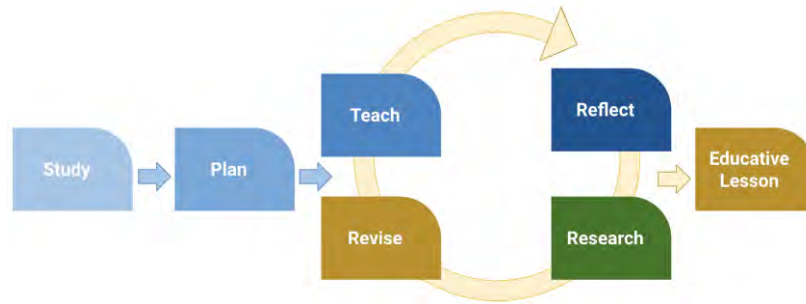 Study
Plan
Teach
Reflect
Revise
Research
Educative
Lesson